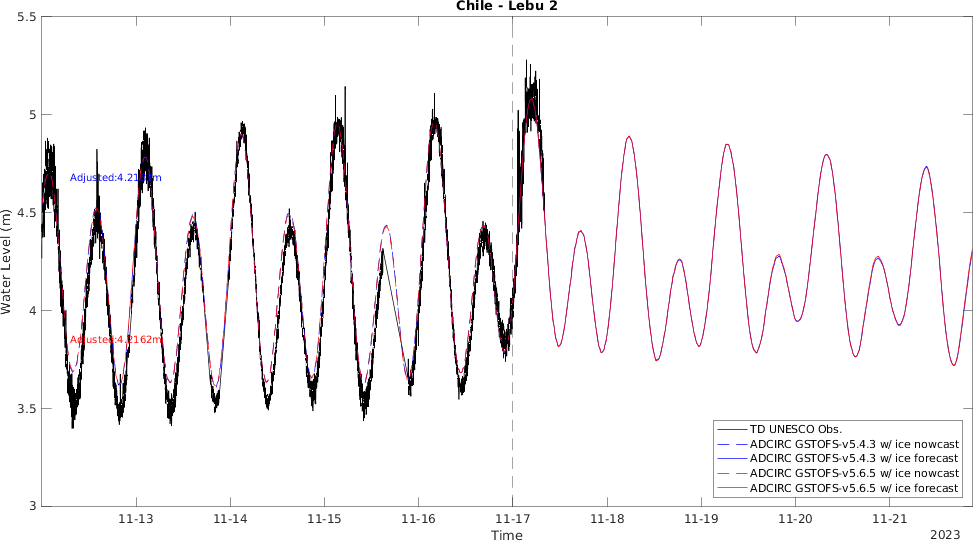 Chile - Lebu 2
Water Level (m)
5.5
5
4.5
4
3.5
3
Adjusted:4.2162m
TD UNESCO Obs.
ADCIRC GSTOFS-v5.4.3 w/ ice nowcast
ADCIRC GSTOFS-v5.4.3 w/ ice forecast
ADCIRC GSTOFS-v5.6.5 w/ ice nowcast
ADCIRC GSTOFS-v5.6.5 w/ ice forecast
11-13
11-14
11-15
11-16
11-17
11-18
11-19
11-20
11-21
Time
2023